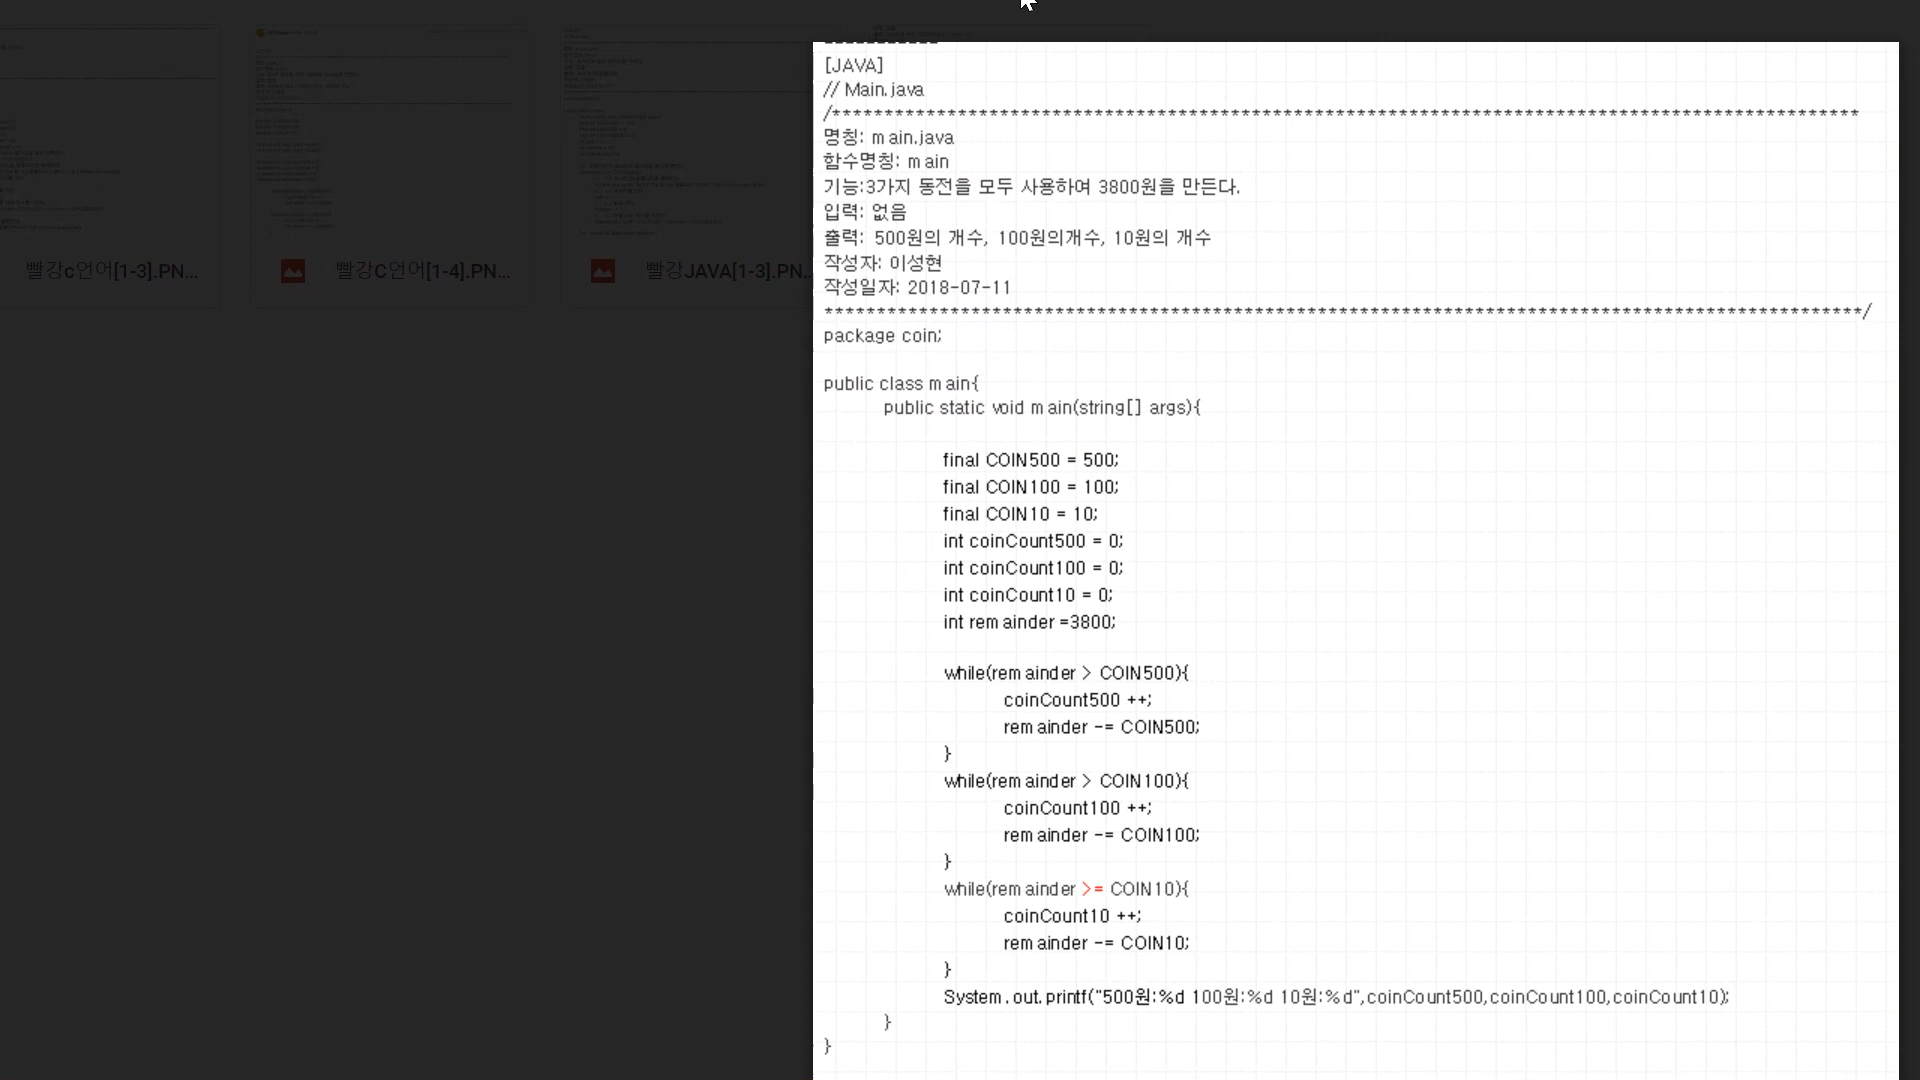 빨강c언어[1-3].PN...
빨강C언어[1-4].PN...
빨강JAVA[1-3].PN...
[JAVA]
// Main.java
/***************************************************************************************************
명칭: main.java
함수명칭: main
기능:3가지 동전을 모두 사용하여 3800원을 만든다.
입력: 없음
출력: 500원의 개수, 100원의개수, 10원의 개수
작성자: 이성현
작성일자: 2018-07-11
***************************************************************************************************/
package coin;
public class main{
public static void main(string[] args){
final COIN500 = 500;
final COIN100 = 100;
final COIN10 = 10;
int coinCount500 = 0;
int coinCount100 = 0;
int coinCount10 = 0;
int remainder =3800;
while(remainder > COIN500){
coinCount500 ++;
remainder -= COIN500;
}
while(remainder > COIN100){
coinCount100 ++;
remainder -= COIN100;
}
while(remainder >= COIN10){
coinCount10 ++;
remainder -= COIN10;
}
System.out.printf("500원:%d 100원:%d 10원:%d",coinCount500,coinCount100,coinCount10);
}
}